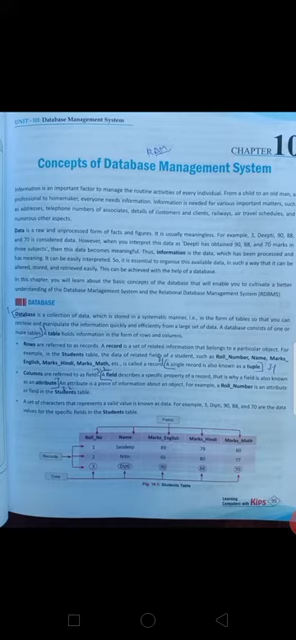 UNIT - III: Database Management System
CHAPTER 10
Concepts of Database Management System
Information is an important factor to manage the routine activities of every individual. From a child to an old man, a
professional to homemaker, everyone needs information. Information is needed for various important matters, such
as addresses, telephone numbers of associates, details of customers and clients, railways, air travel schedules, and
numerous other aspects.
Data is a raw and unprocessed form of facts and figures. It is usually meaningless. For example, 3, Deepti, 90, 88,
and 70 is considered data. However, when you interpret this data as 'Deepti has obtained 90, 88, and 70 marks in
three subjects', then this data becomes meaningful. Thus, information is the data, which has been processed and
has meaning. It can be easily interpreted. So, it is essential to organise this available data, in such a way that it can be
altered, stored, and retrieved easily. This can be achieved with the help of a database.
In this chapter, you will learn about the basic concepts of the database that will enable you to cultivate a better
understanding of the Database Management System and the Relational Database Management System (RDBMS)
DATABASE
Database is a collection of data, which is stored in a systematic manner, i.e., in the form of tables so that you can
retrieve and manipulate the information quickly and efficiently from a large set of data. A database consists of one or
more tables. A table holds information in the form of rows and columns.
• Rows are referred to as records. A record is a set of related information that belongs to a particular object. For
example, in the Students table, the data of related fields of a student, such as Roll_Number, Name, Marks_
English, Marks_Hindi, Marks_Math, etc., is called a record. A single record is also known as a tuple.
• Columns are referred to as fields. A field describes a specific property of a record, that is why a field is also known
as an attribute. An attribute is a piece of information about an object. For example, a Roll_Number is an attribute
or field in the Students table.
• A set of characters that represents a valid value is known as data. For example, 3, Dipti, 90, 88, and 70 are the data
values for the specific fields in the Students table.
Fields
Roll_No Name Marks_English Marks_Hindi Marks_Math
1 Sandeep
Records 2 Nitin
3 Dipti 90 88 70
Data
Students Table
Learning
Computers with Kips